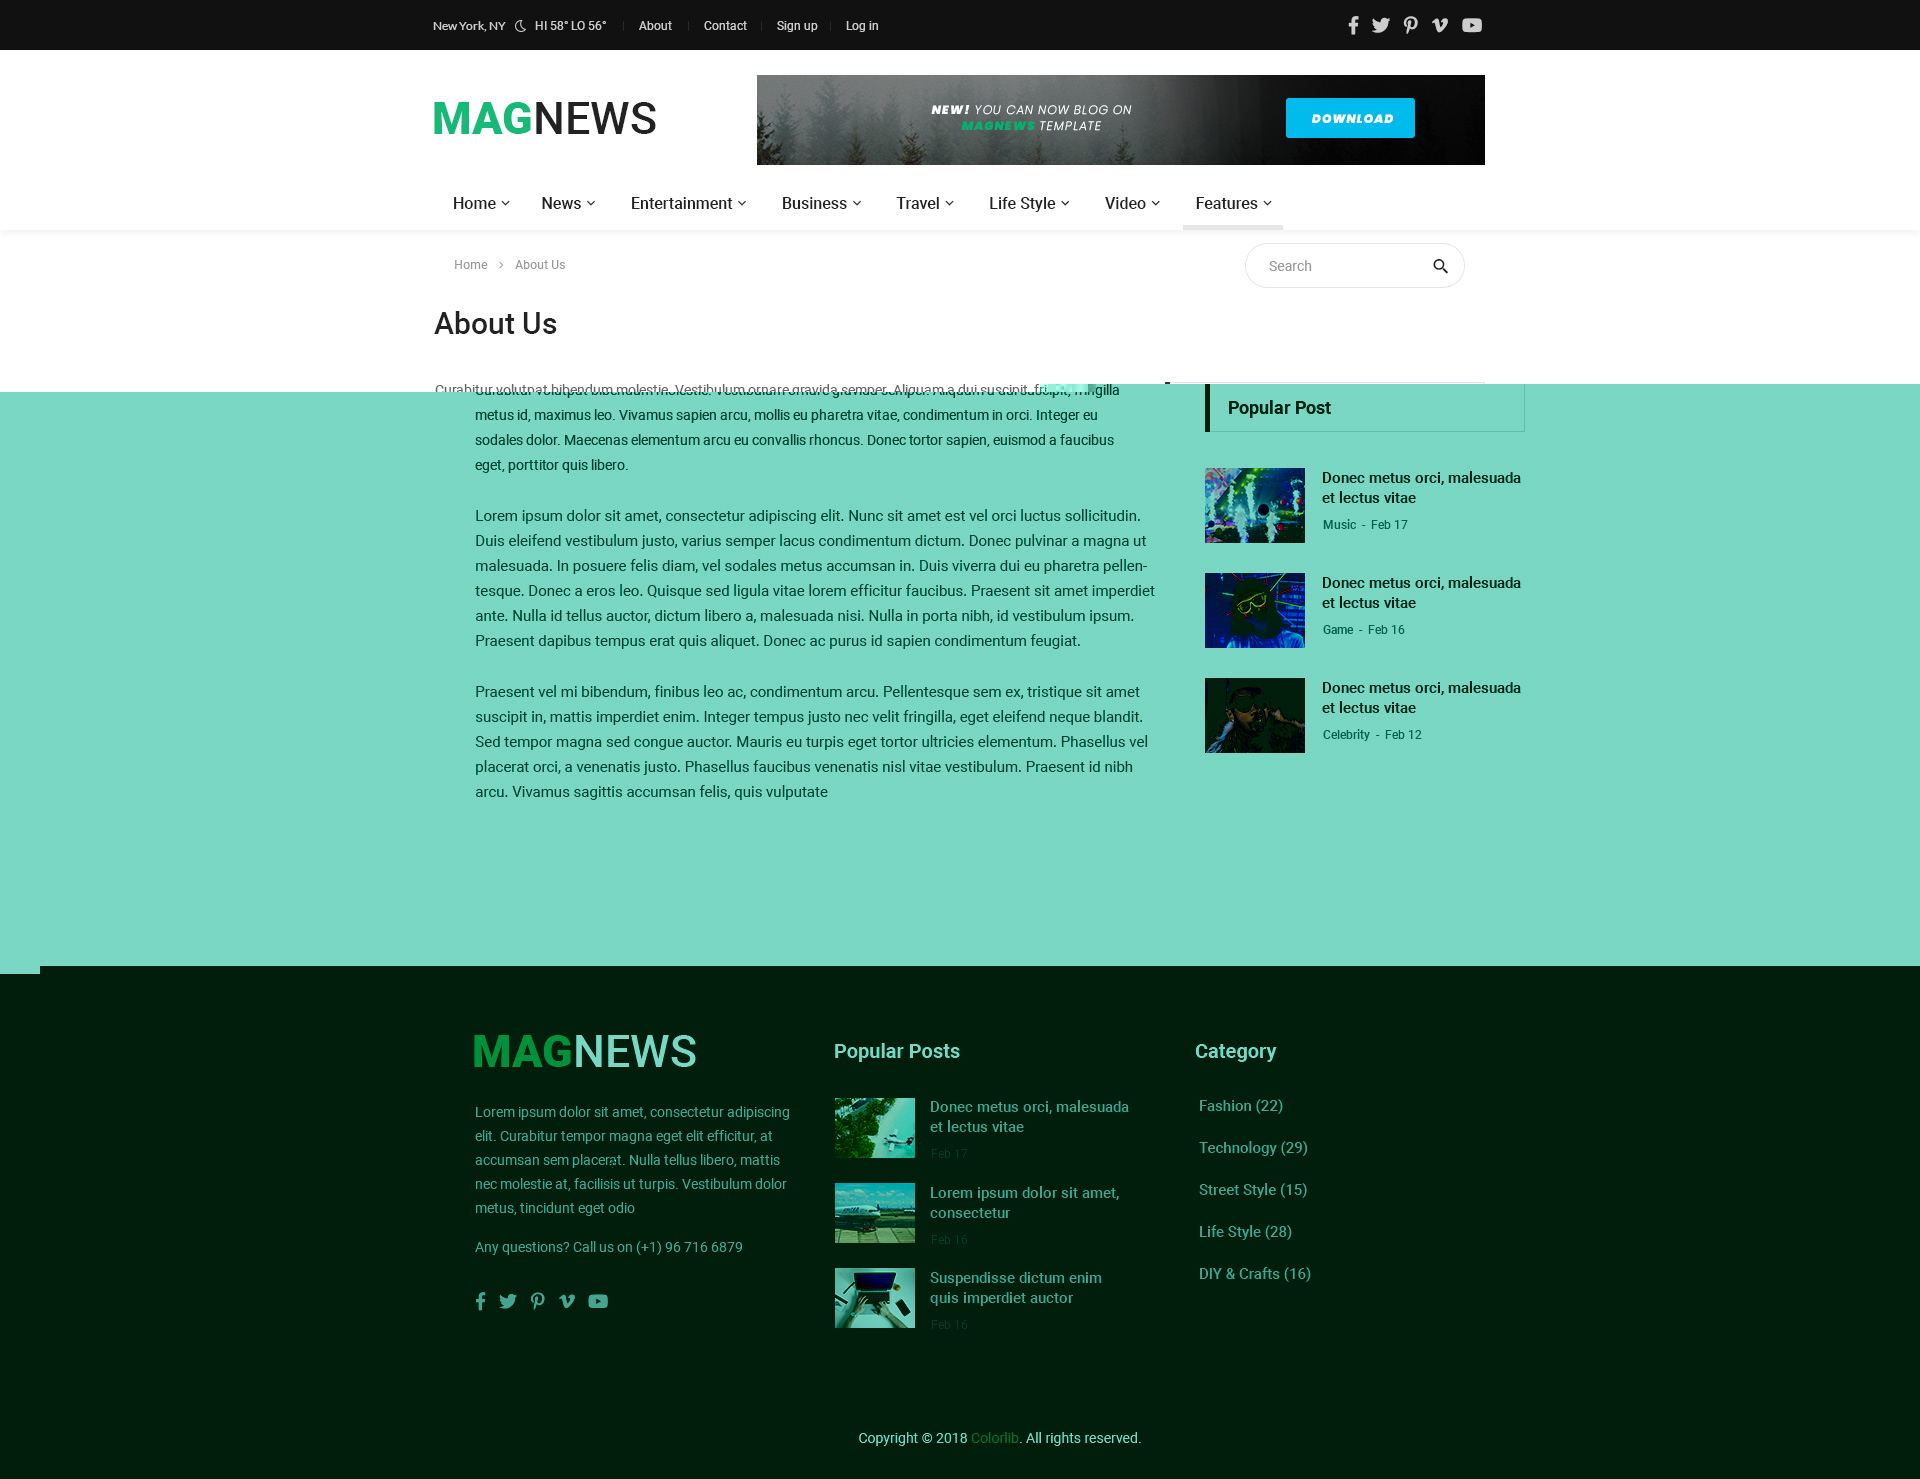 New York, NY HI 58° LO 56° About Contact Sign up Log in
MAGNEWS
NEW! YOU CAN NOW BLOG ON
MAGNEWS TEMPLATE
DOWNLOAD
Home News Entertainment Business Travel Life Style Video Features
Home > About Us
Search
About Us
Curabitur volutpat bibendum molestie. Vestibulum ornare gravida semper. Aliquam a dui suscipit, fringilla
metus id, maximus leo. Vivamus sapien arcu, mollis eu pharetra vitae, condimentum in orci. Integer eu
sodales dolor. Maecenas elementum arcu eu convallis rhoncus. Donec tortor sapien, euismod a faucibus
eget, porttitor quis libero.
Lorem ipsum dolor sit amet, consectetur adipiscing elit. Nunc sit amet est vel orci luctus sollicitudin.
Duis eleifend vestibulum justo, varius semper lacus condimentum dictum. Donec pulvinar a magna ut
malesuada. In posuere felis diam, vel sodales metus accumsan in. Duis viverra dui eu pharetra pellen-
tesque. Donec a eros leo. Quisque sed ligula vitae lorem efficitur faucibus. Praesent sit amet imperdiet
ante. Nulla id tellus auctor, dictum libero a, malesuada nisi. Nulla in porta nibh, id vestibulum ipsum.
Praesent dapibus tempus erat quis aliquet. Donec ac purus id sapien condimentum feugiat.
Praesent vel mi bibendum, finibus leo ac, condimentum arcu. Pellentesque sem ex, tristique sit amet
suscipit in, mattis imperdiet enim. Integer tempus justo nec velit fringilla, eget eleifend neque blandit.
Sed tempor magna sed congue auctor. Mauris eu turpis eget tortor ultricies elementum. Phasellus vel
placerat orci, a venenatis justo. Phasellus faucibus venenatis nisl vitae vestibulum. Praesent id nibh
arcu. Vivamus sagittis accumsan felis, quis vulputate
Popular Post
Donec metus orci, malesuada
et lectus vitae
Music - Feb 17
Donec metus orci, malesuada
et lectus vitae
Game - Feb 16
Donec metus orci, malesuada
et lectus vitae
Celebrity - Feb 12
MAGNEWS
Lorem ipsum dolor sit amet, consectetur adipiscing
elit. Curabitur tempor magna eget elit efficitur, at
accumsan sem placerat. Nulla tellus libero, mattis
nec molestie at, facilisis ut turpis. Vestibulum dolor
metus, tincidunt eget odio
Any questions? Call us on (+1) 96 716 6879
Popular Posts
Donec metus orci, malesuada
et lectus vitae
Feb 17
Lorem ipsum dolor sit amet,
consectetur
Feb 16
Suspendisse dictum enim
quis imperdiet auctor
Feb 16
Category
Fashion (22)
Technology (29)
Street Style (15)
Life Style (28)
DIY & Crafts (16)
Copyright © 2018 Colorlib. All rights reserved.